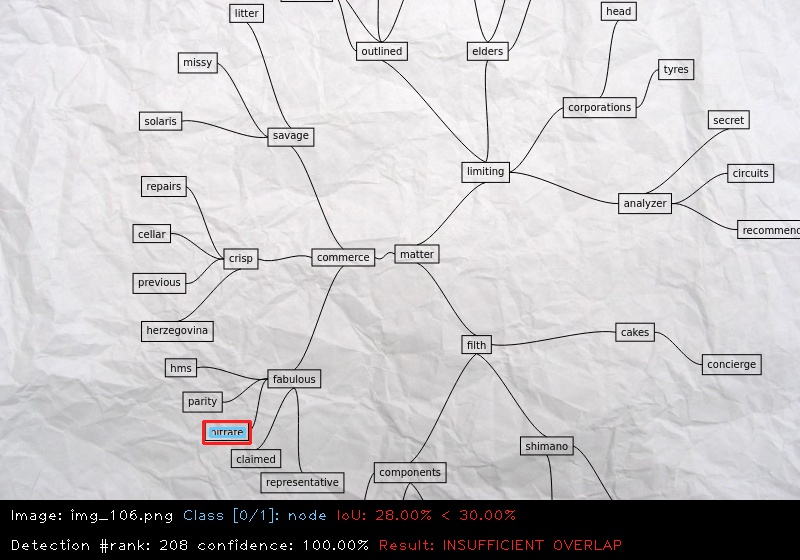 litter
head
outlined
elders
missy
tyres
corporations
solaris
secret
savage
limiting
circuits
repairs
analyzer
cellar
recommend
crisp
commerce
matter
previous
herzegovina
cakes
filth
hms
concierge
fabulous
parity
shimano
claimed
components
representative
Image: img_106.png Class [0/1]: node IoU: 28.00% < 30.00%
Detection #rank: 208 confidence: 100.00% Result: INSUFFICIENT OVERLAP